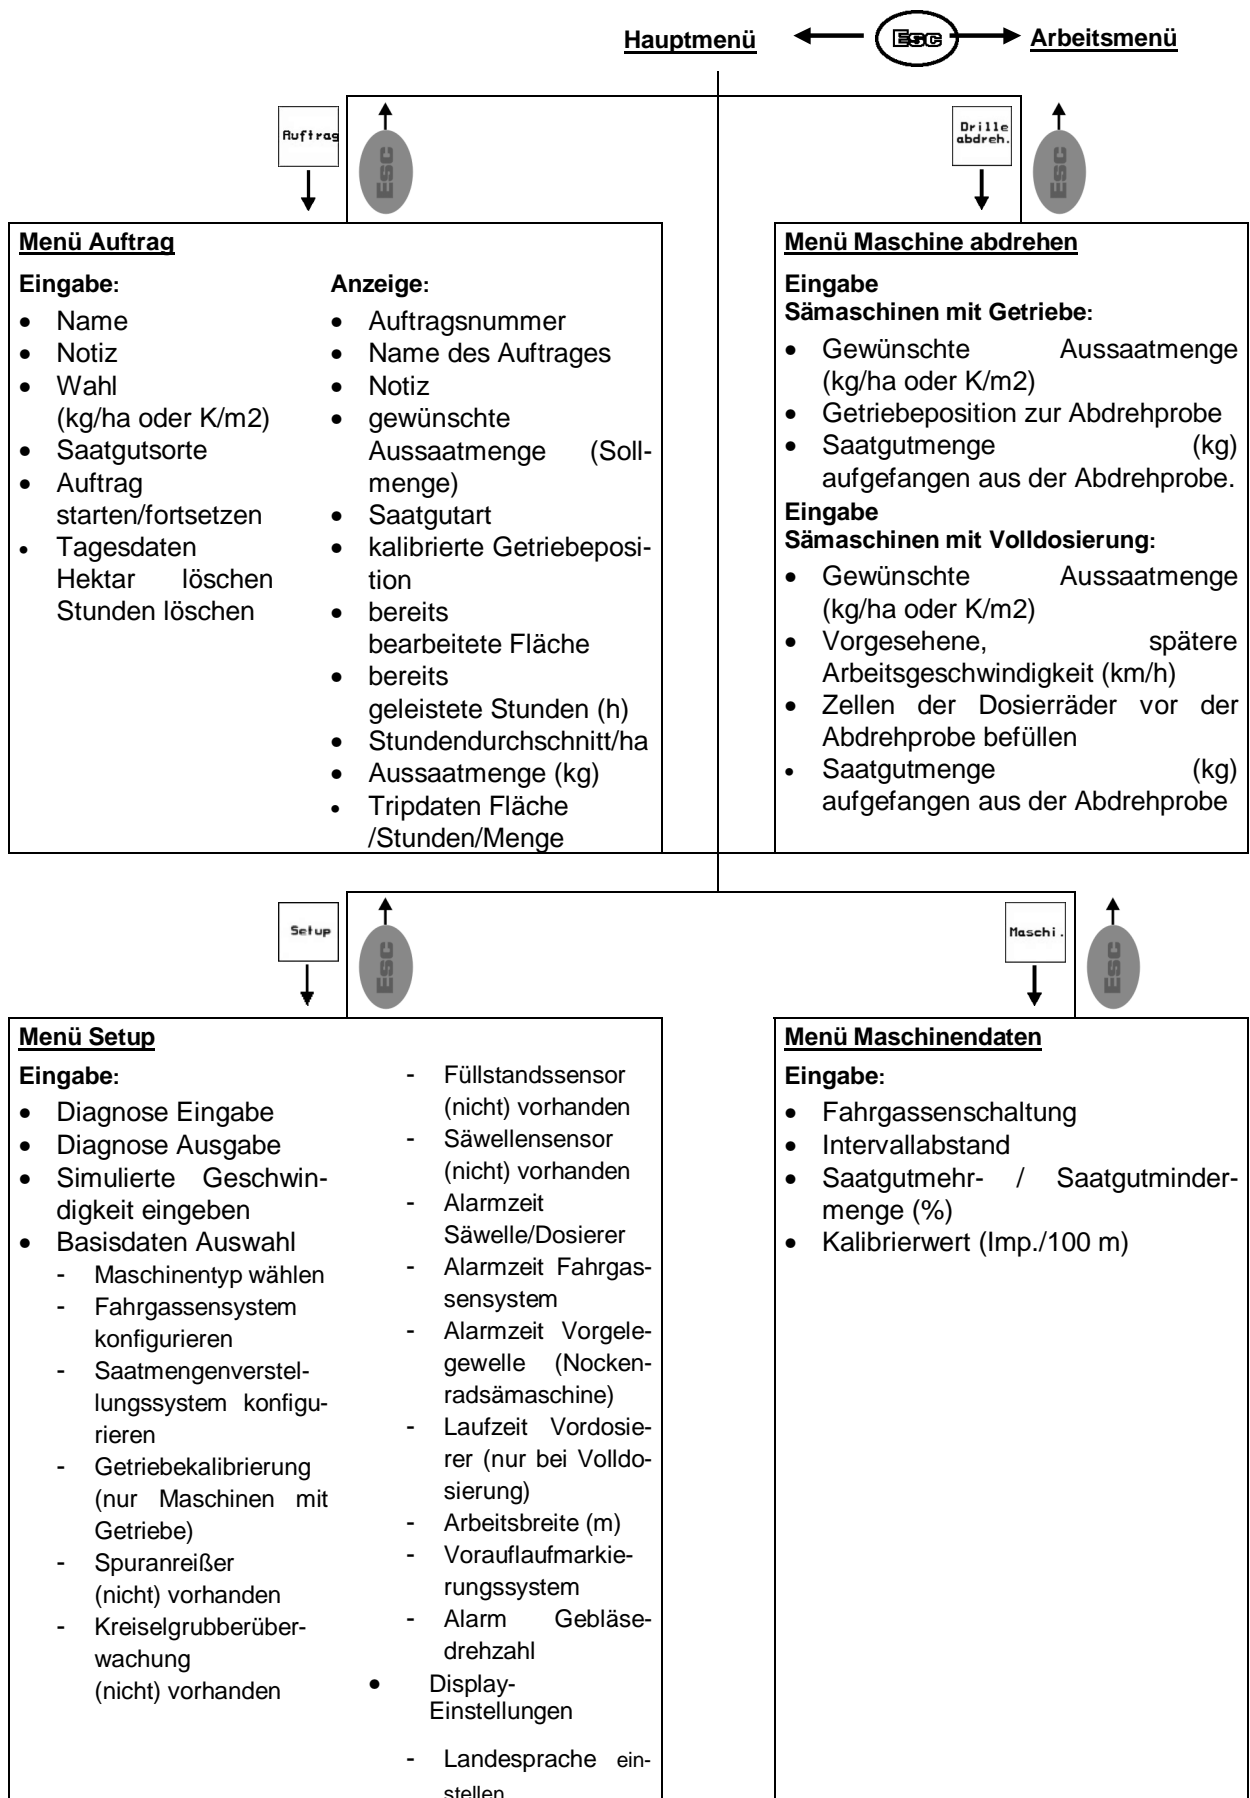 Hauptmenü
Esc
Arbeitsmenü
Auftrag
Esc
Drille
abdreh.
Esc
Menü Auftrag
Eingabe:
• Name
• Notiz
• Wahl
(kg/ha oder K/m2)
• Saatgutsorte
• Auftrag
starten/fortsetzen
• Tagesdaten
Hektar löschen
Stunden löschen
Anzeige:
• Auftragsnummer
• Name des Auftrages
• Notiz
• gewünschte
Aussaatmenge (Soll-
menge)
• Saatgutart
• kalibrierte Getriebeposi-
tion
• bereits
bearbeitete Fläche
• bereits
geleistete Stunden (h)
• Stundendurchschnitt/ha
• Aussaatmenge (kg)
• Tripdaten Fläche
/Stunden/Menge
Menü Maschine abdrehen
Eingabe
Sämaschinen mit Getriebe:
• Gewünschte Aussaatmenge
(kg/ha oder K/m2)
• Getriebeposition zur Abdrehprobe
• Saatgutmenge (kg)
aufgefangen aus der Abdrehprobe.
Eingabe
Sämaschinen mit Volldosierung:
• Gewünschte Aussaatmenge
(kg/ha oder K/m2)
• Vorgesehene, spätere
Arbeitsgeschwindigkeit (km/h)
• Zellen der Dosierräder vor der
Abdrehprobe befüllen
• Saatgutmenge (kg)
aufgefangen aus der Abdrehprobe
Setup
Esc
Maschi.
Esc
Menü Setup
Eingabe:
• Diagnose Eingabe
• Diagnose Ausgabe
• Simulierte Geschwin-
digkeit eingeben
• Basisdaten Auswahl
- Maschinentyp wählen
- Fahrgassensystem
konfigurieren
- Saatmengenverstel-
lungssystem konfigu-
rieren
- Getriebekalibrierung
(nur Maschinen mit
Getriebe)
- Spuranreißer
(nicht) vorhanden
- Kreiselgrubberüber-
wachung
(nicht) vorhanden
- Füllstandssensor
(nicht) vorhanden
- Säwellensensor
(nicht) vorhanden
- Alarmzeit
Säwelle/Dosierer
- Alarmzeit Fahrgas-
sensystem
- Alarmzeit Vorgele-
gewelle (Nocken-
radsämaschine)
- Laufzeit Vordosie-
rer (nur bei Volldo-
sierung)
- Arbeitsbreite (m)
- Vorauflaufmarkie-
rungssystem
- Alarm Gebläse-
drehzahl
• Display-
Einstellungen
- Landesprache ein-
stellen
Menü Maschinendaten
Eingabe:
• Fahrgassenschaltung
• Intervallabstand
• Saatgutmehr- / Saatgutminder-
menge (%)
• Kalibrierwert (Imp./100 m)